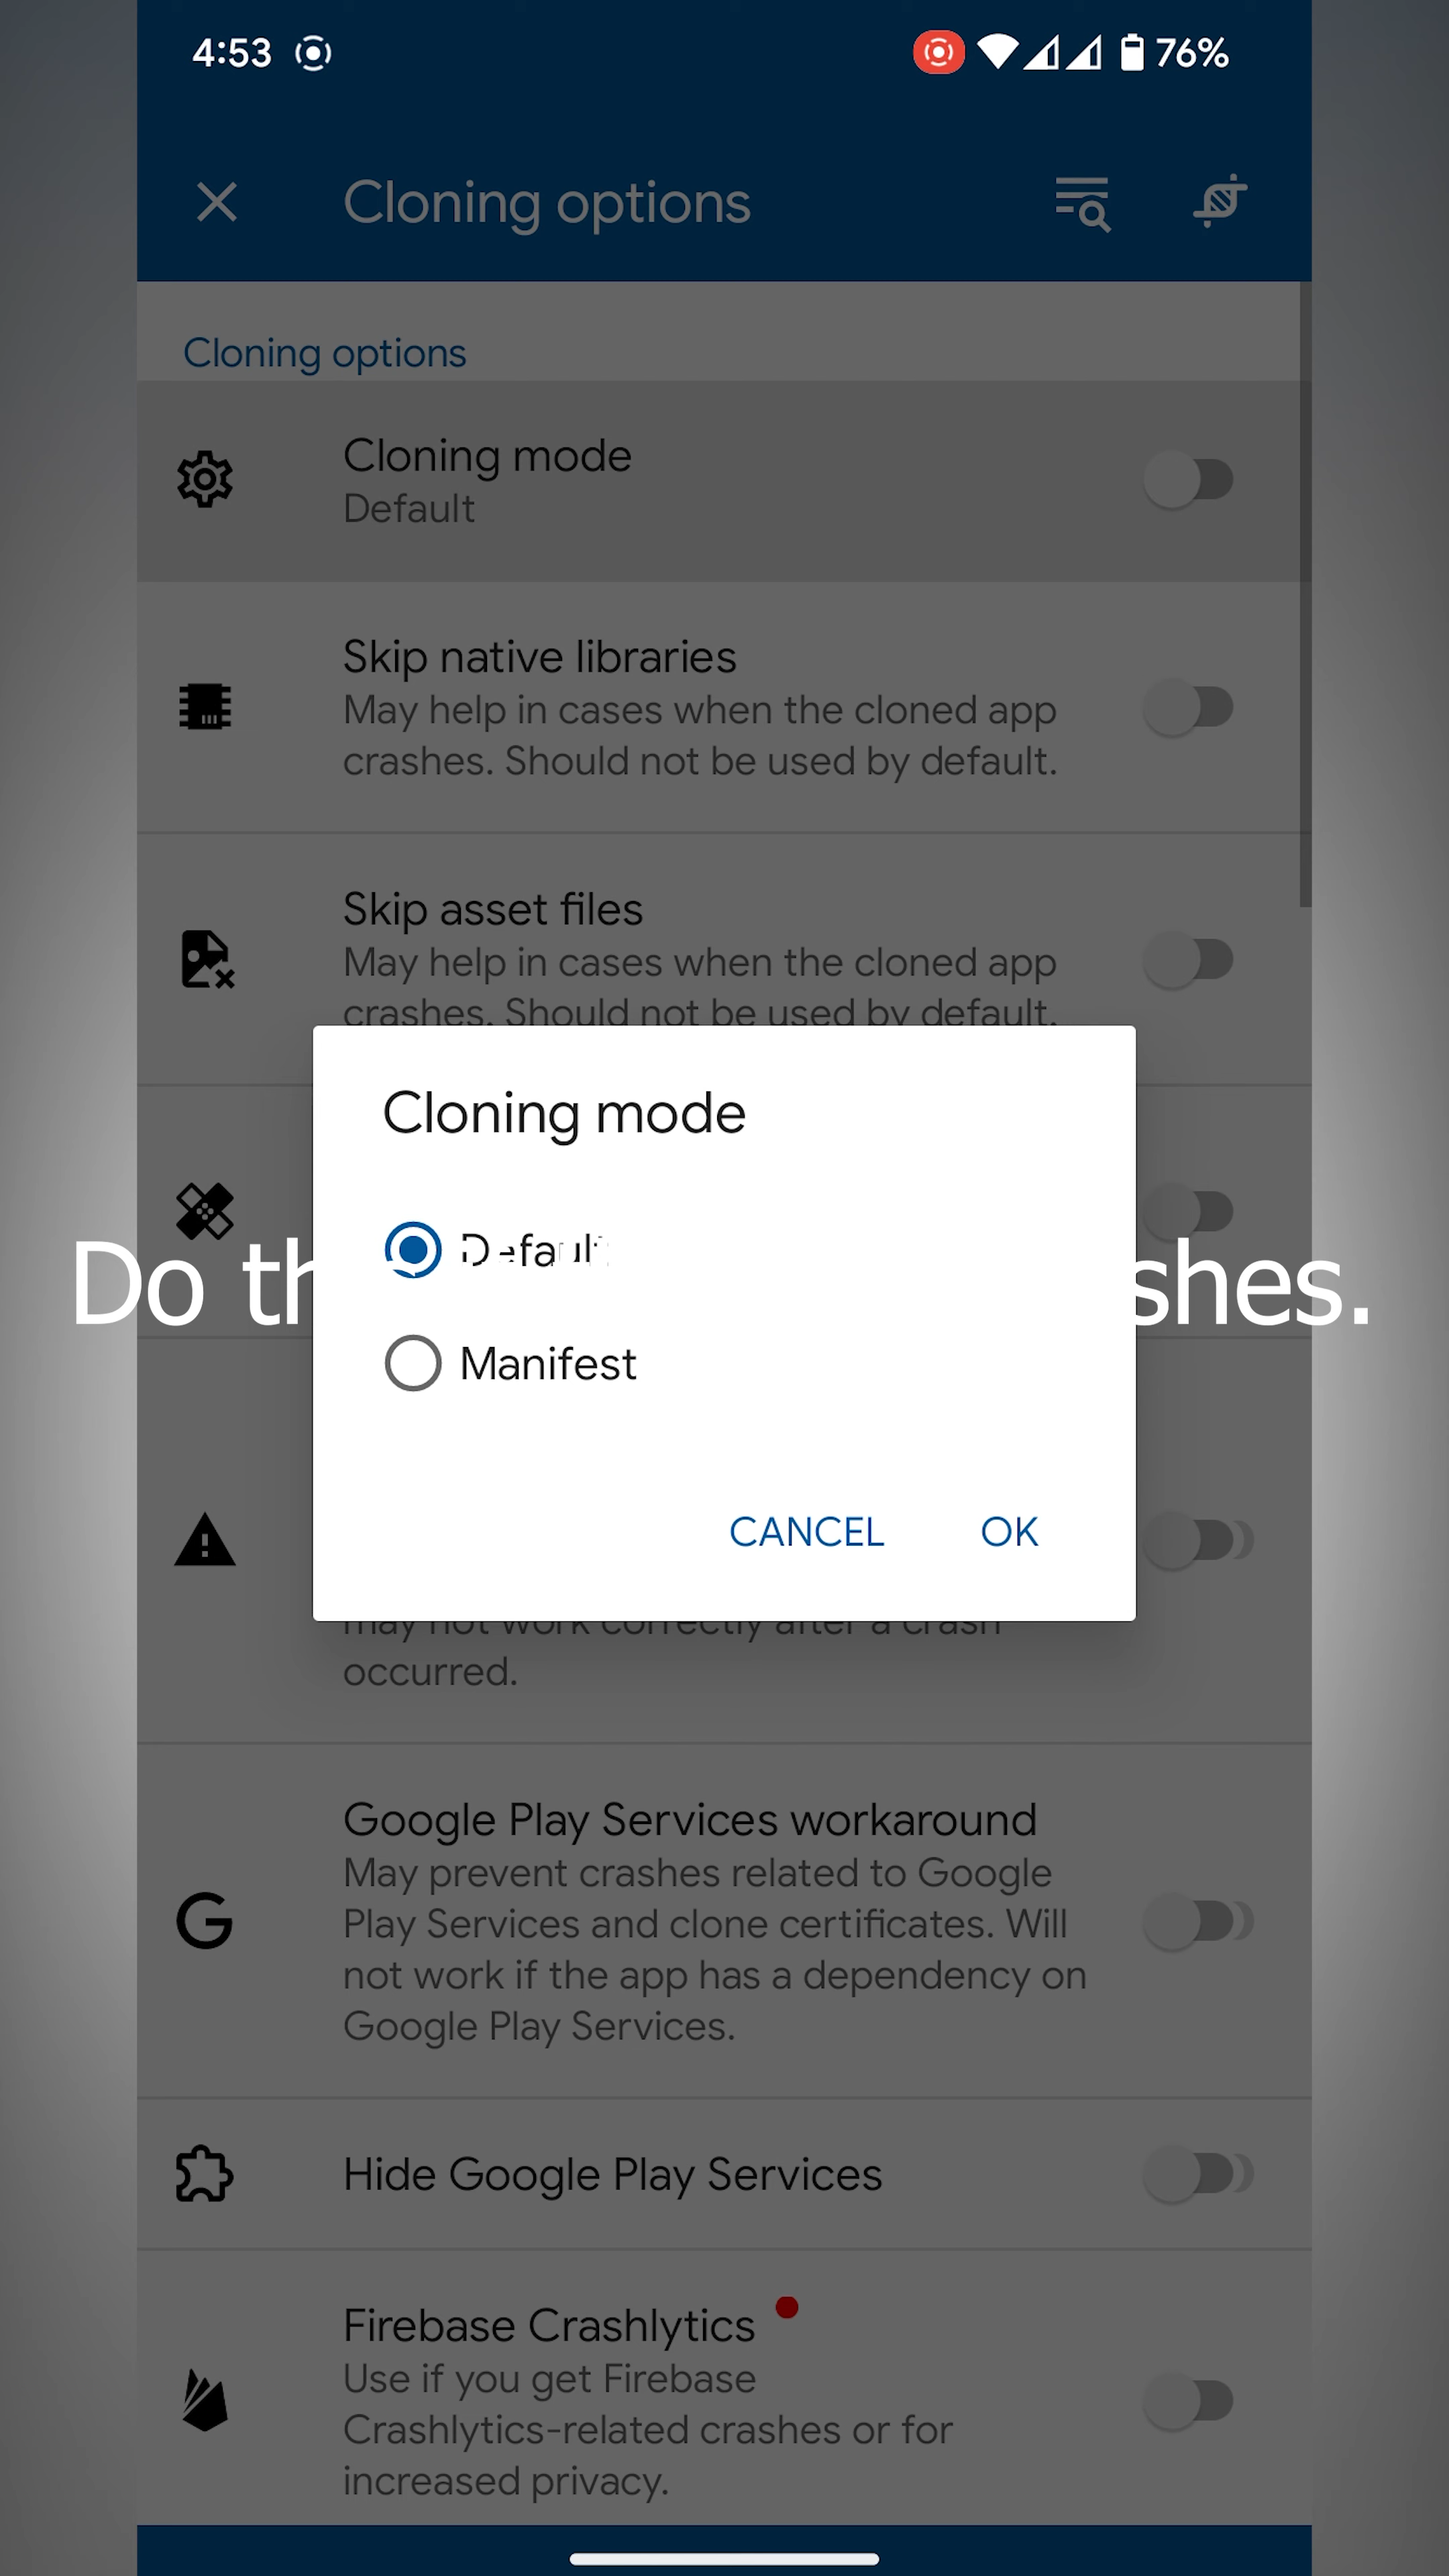 4:53
76%
Cloning options
Cloning options
Cloning mode
Default
Skip native libraries
May help in cases when the cloned app
crashes. Should not be used by default.
Skip asset files
May help in cases when the cloned app
crashes. Should not be used by default.
Cloning mode
Default
Do
Manifest
CANCEL
OK
may not work correctly after a crash
occurred.
Google Play Services workaround
May prevent crashes related to Google
Play Services and clone certificates. Will
not work if the app has a dependency on
Google Play Services.
Hide Google Play Services
Firebase Crashlytics
Use if you get Firebase
Crashlytics-related crashes or for
increased privacy.